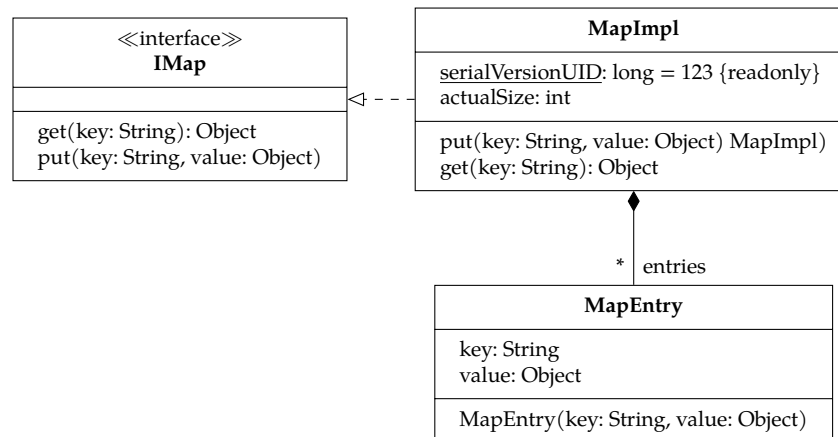 ≪interface≫
IMap
get(key: String): Object
put(key: String, value: Object)
MapImpl
serialVersionUID: long = 123 {readonly}
actualSize: int
put(key: String, value: Object) MapImpl)
get(key: String): Object
* entries
MapEntry
key: String
value: Object
MapEntry(key: String, value: Object)